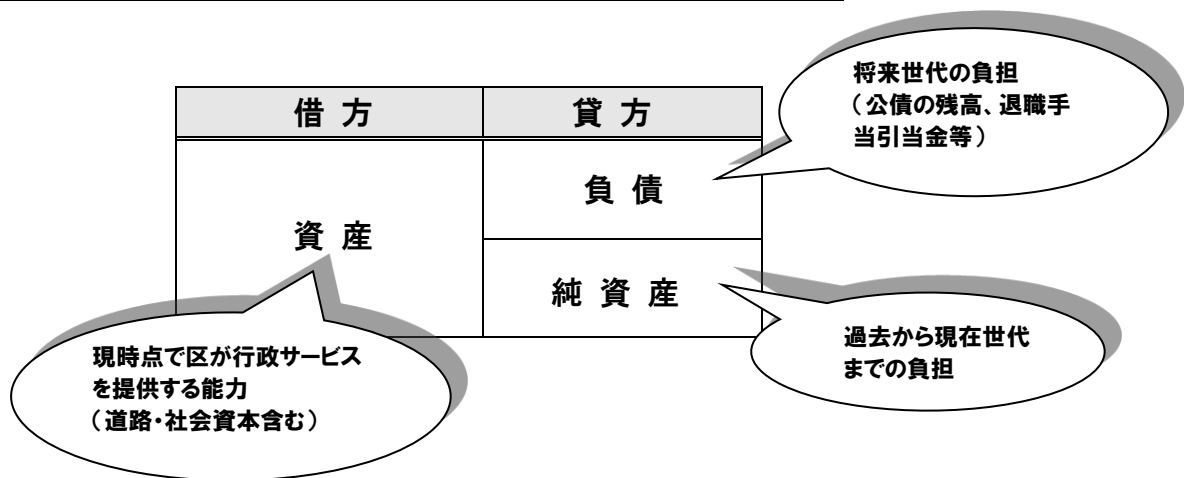 借方 貸方
資産
負債
純資産
将来世代の負担
(公債の残高、退職手
当引当金等)
現時点で区が行政サービス
を提供する能力
(道路・社会資本含む)
過去から現在世代
までの負担